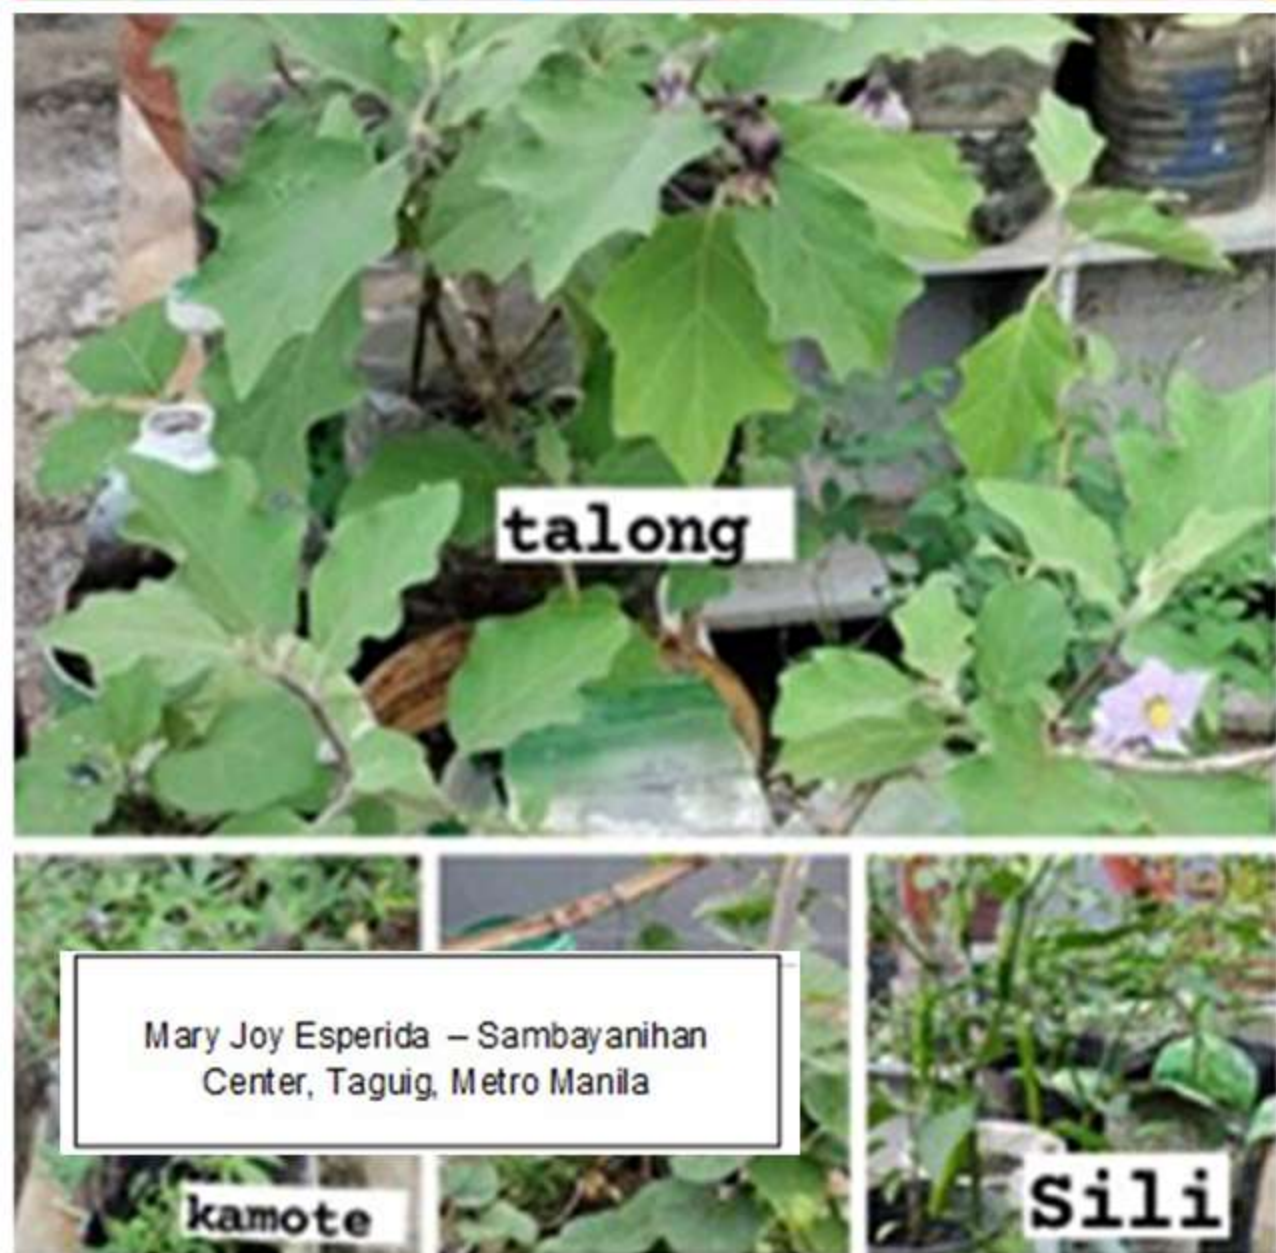 talong
Mary Joy Esperida – Sambayanihan
Center, Taguig, Metro Manila
kamote
Sili